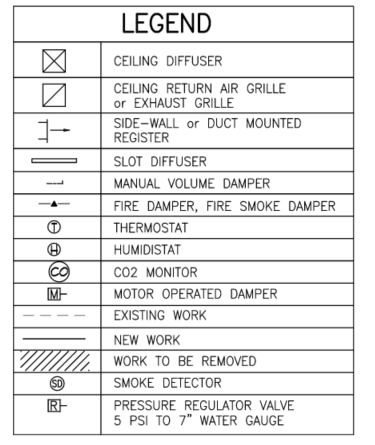 LEGEND
CEILING DIFFUSER
CEILING RETURN AIR GRILLE
or EXHAUST GRILLE
SIDE-WALL or DUCT MOUNTED
REGISTER
SLOT DIFFUSER
MANUAL VOLUME DAMPER
FIRE DAMPER, FIRE SMOKE DAMPER
T THERMOSTAT
H HUMIDISTAT
CO CO2 MONITOR
M MOTOR OPERATED DAMPER
EXISTING WORK
NEW WORK
WORK TO BE REMOVED
SD SMOKE DETECTOR
R PRESSURE REGULATOR VALVE
5 PSI TO 7" WATER GAUGE